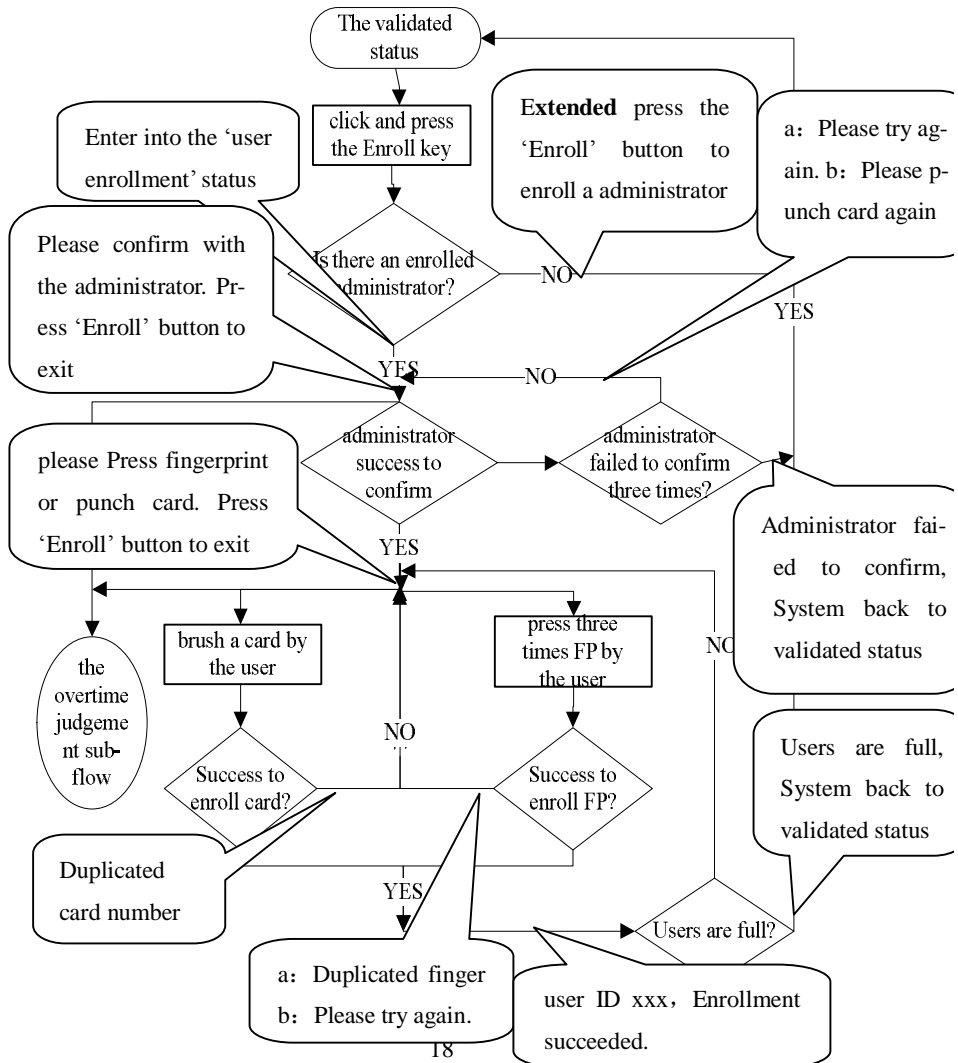 The validated
status
click and press
the Enroll key
Enter into the ‘user
enrollment’ status
Extended press the
‘Enroll’ button to
enroll a administrator
a：Please try ag-
ain. b：Please p-
unch card again
Please confirm with
the administrator. Pr-
ess ‘Enroll’ button to
exit
Is there an enrolled
administrator?
NO
YES
YES
NO
please Press fingerprint
or punch card. Press
‘Enroll’ button to exit
administrator
success to
confirm
administrator
failed to confirm
three times?
YES
Administrator fai-
led to confirm,
System back to
validated status
brush a card by
the user
press three
times FP by
the user
NO
the
overtime
judgeme
nt sub-
flow
NO
Success to
enroll card?
Success to
enroll FP?
Users are full,
System back to
validated status
Duplicated
card number
YES
Users are full?
a：Duplicated finger
b：Please try again.
user ID xxx，Enrollment
succeeded.
18